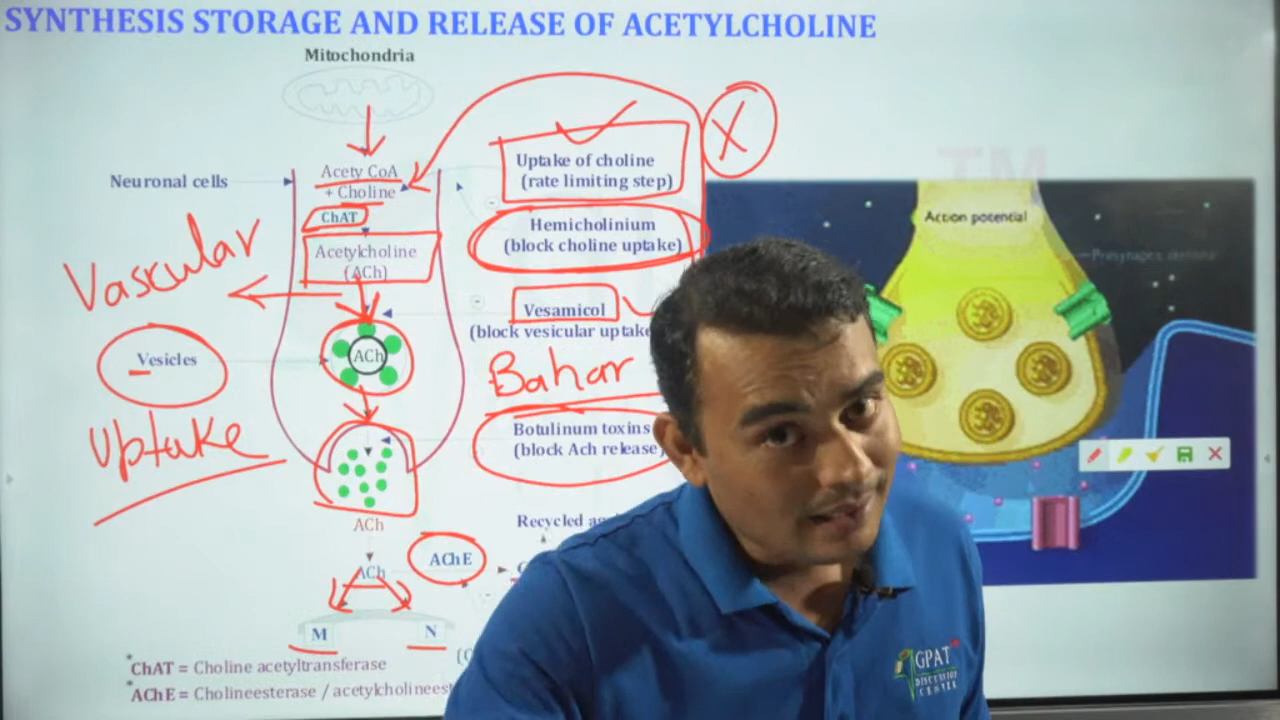 SYNTHESIS STORAGE AND RELEASE OF ACETYLCHOLINE
Mitochondria
Neuronal cells
Acety CoA
+ Choline
ChAT
Acetylcholine
(ACh)
Vascular
Vesicles
Uptake
ACh
ACh
ACh
AChE
M
N
*ChAT = Choline acetyltransferase
*AChE = Cholineesterase / acetylcholineest
Uptake of choline
(rate limiting step)
X
Hemicholinium
(block choline uptake)
Vesamicol
(block vesicular uptake
Bahar
Botulinum toxins
(block Ach release)
Recycled
TM
Action potential
Presynaptic
GPAT
DISCUSSION
CENTER